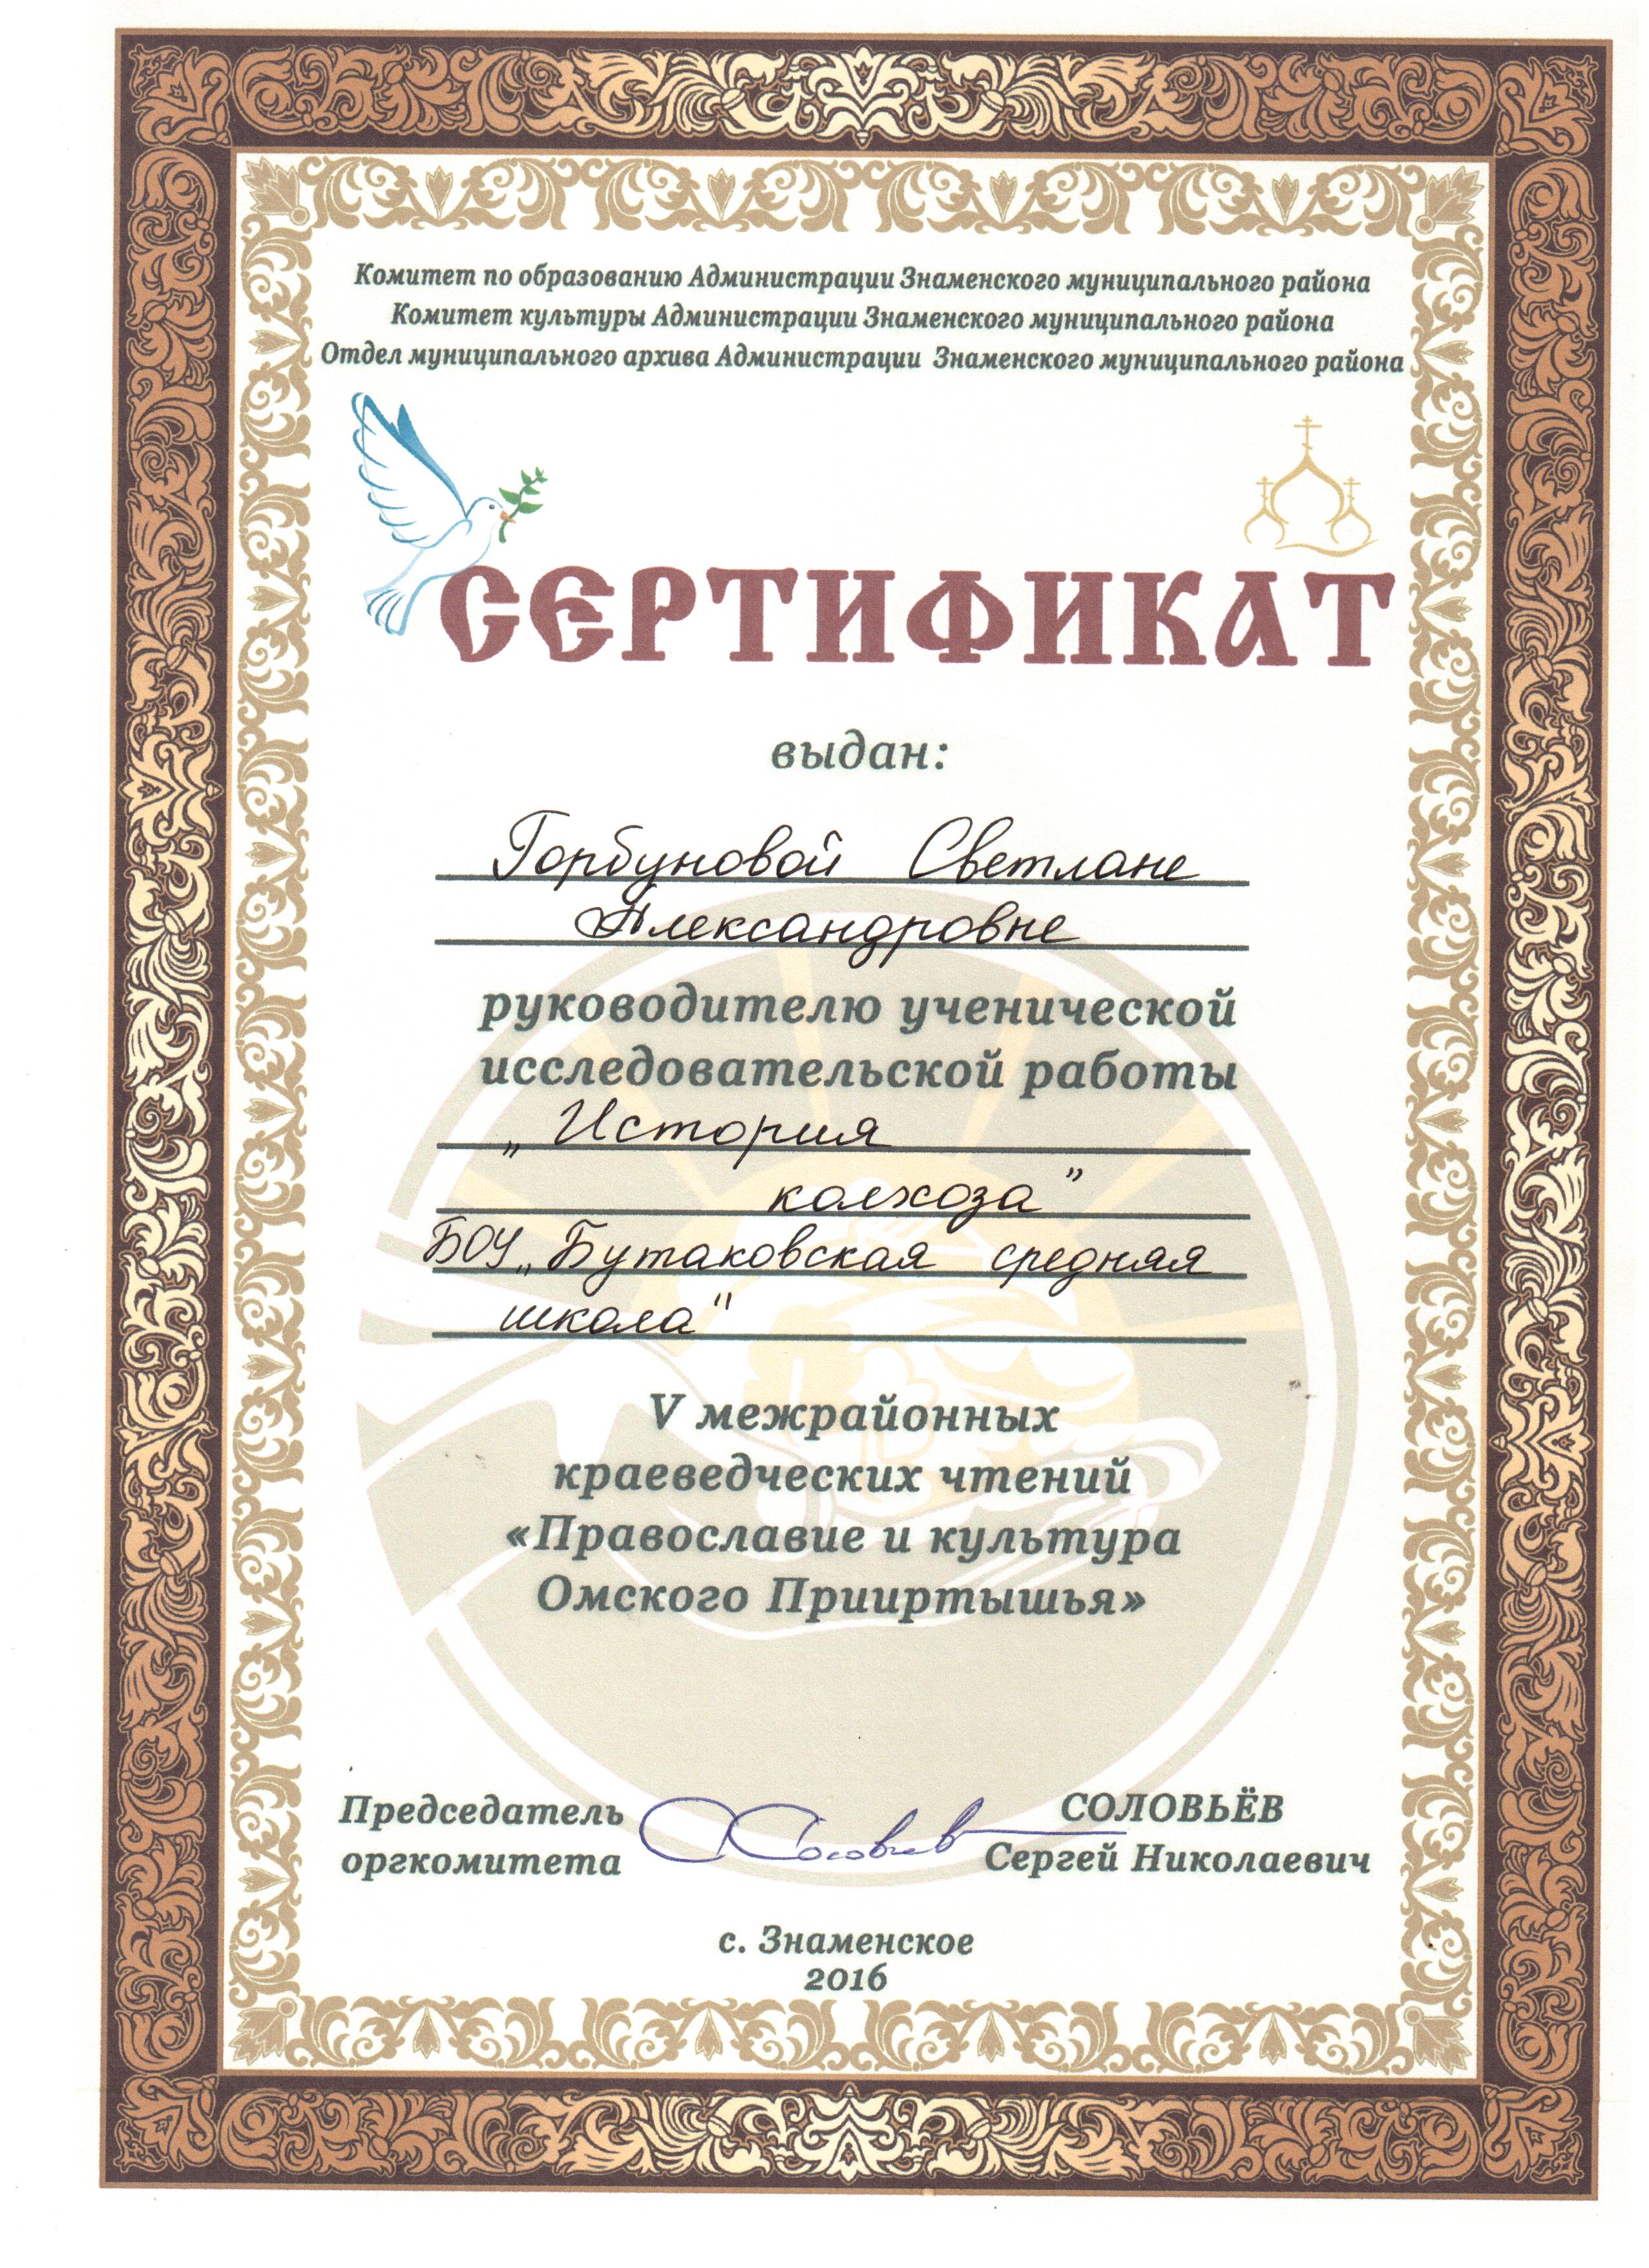 Комитет по образованию Администрации Знаменского муниципального района
Комитет культуры Администрации Знаменского муниципального района
Отдел муниципального архива Администрации Знаменского муниципального района
СЕРТИФИКАТ
выдан:
Горбуновой Светлане
Александровне
руководителю ученической
исследовательской работы
„История
колхоза"
БОУ „Бутаковская средняя
школа"
V межрайонных
краеведческих чтений
«Православие и культура
Омского Прииртышья»
Председатель
оргкомитета
СОЛОВЬЁВ
Сергей Николаевич
с. Знаменское
2016